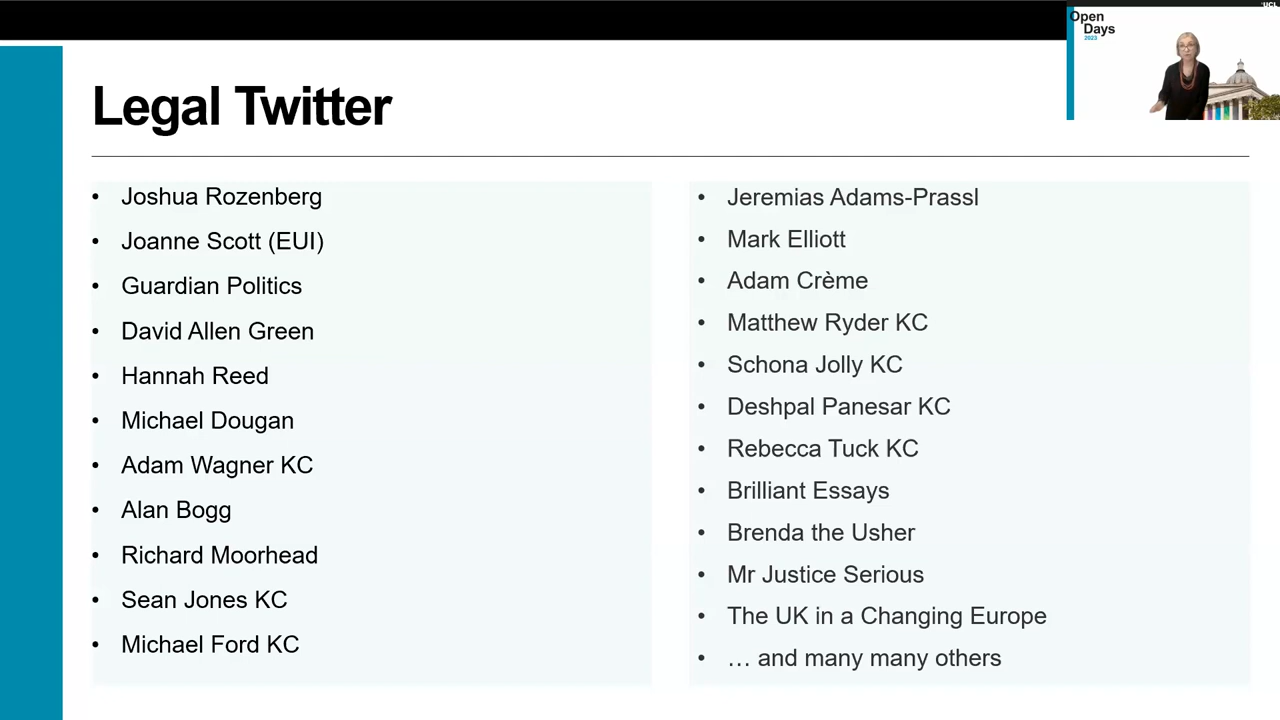 UCL
Open
Days
2023
Legal Twitter
• Joshua Rozenberg
• Joanne Scott (EUI)
• Guardian Politics
• David Allen Green
• Hannah Reed
• Michael Dougan
• Adam Wagner KC
• Alan Bogg
• Richard Moorhead
• Sean Jones KC
• Michael Ford KC
• Jeremias Adams-Prassl
• Mark Elliott
• Adam Crème
• Matthew Ryder KC
• Schona Jolly KC
• Deshpal Panesar KC
• Rebecca Tuck KC
• Brilliant Essays
• Brenda the Usher
• Mr Justice Serious
• The UK in a Changing Europe
• … and many many others